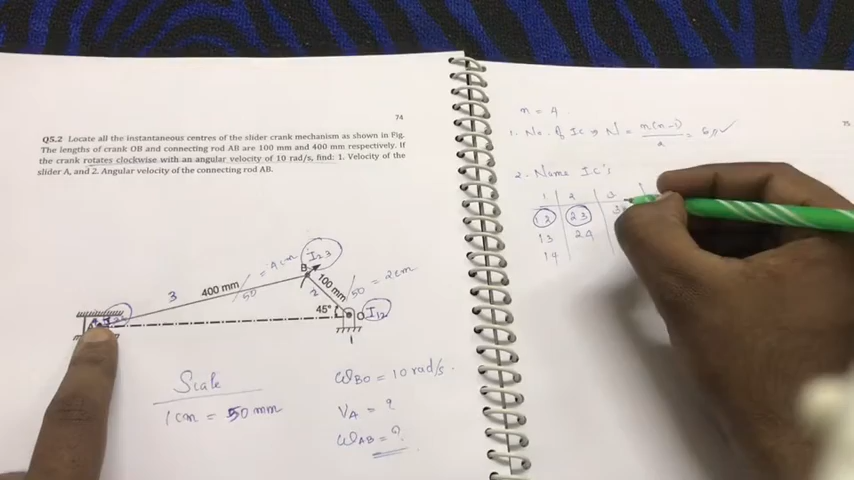 74
Q5.2 Locate all the instantaneous centres of the slider crank mechanism as shown in Fig.
The lengths of crank OB and connecting rod AB are 100 mm and 400 mm respectively. If
the crank rotates clockwise with an angular velocity of 10 rad/s, find: 1. Velocity of the
slider A, and 2. Angular velocity of the connecting rod AB.
B I23
3 400 mm/50 = 4cm
100 mm/50 = 2cm
2
45° O I12
1
Scale
1cm = 50 mm
ωBO = 10 rad/s.
VA = ?
ωAB = ?
75
n = 4
1. No. of IC → N = n(n-1)/2 = 6 ✓
2. Name IC's
1 2 3
12 23 3
13 24
14